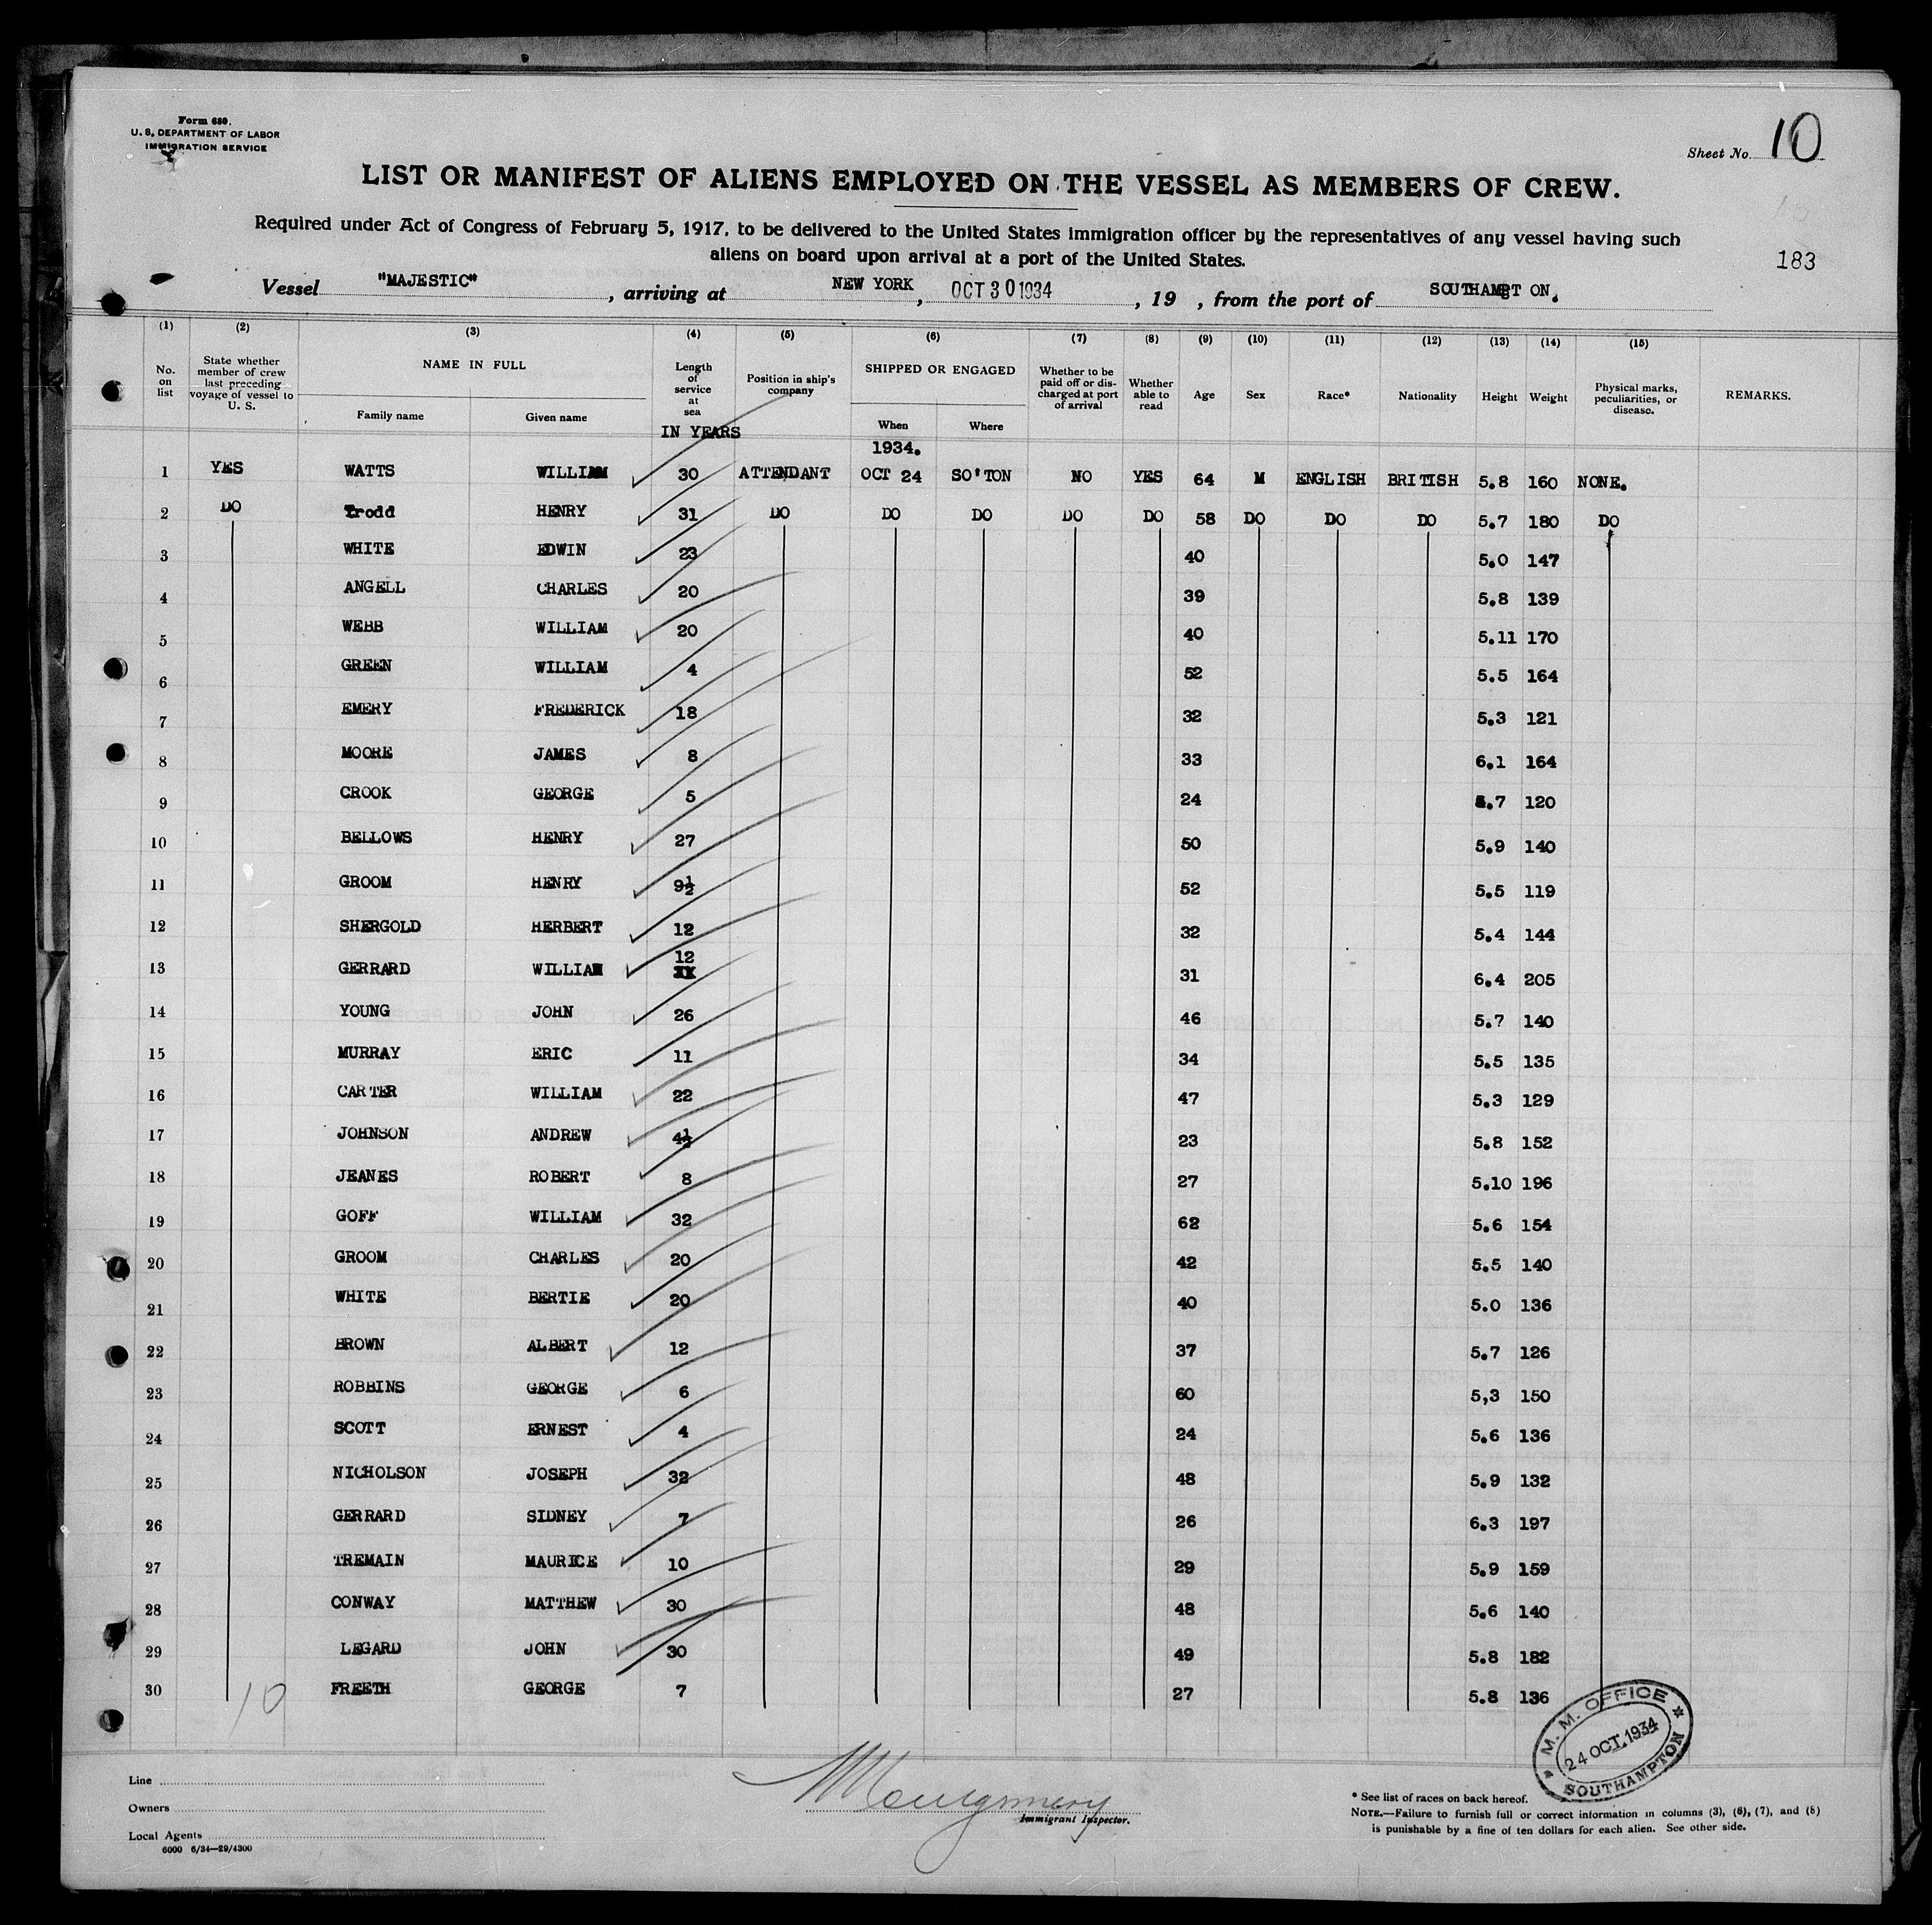 Form 680.
U. S. DEPARTMENT OF LABOR
IMMIGRATION SERVICE
Sheet No. 10
LIST OR MANIFEST OF ALIENS EMPLOYED ON THE VESSEL AS MEMBERS OF CREW.
Required under Act of Congress of February 5, 1917, to be delivered to the United States immigration officer by the representatives of any vessel having such
aliens on board upon arrival at a port of the United States.
183
Vessel "MAJESTIC", arriving at NEW YORK, OCT 30 1934, 19 , from the port of SOUTHAMPTON.
(1) (2) (3) (4) (5) (6) (7) (8) (9) (10) (11) (12) (13) (14) (15)
No. on list State whether member of crew last preceding voyage of vessel to U. S. NAME IN FULL Family name Given name Length of service at sea IN YEARS Position in ship's company SHIPPED OR ENGAGED When Where Whether to be paid off or discharged at port of arrival Whether able to read Age Sex Race* Nationality Height Weight Physical marks, peculiarities, or disease. REMARKS.
1934.
1 YES WATTS WILLIAM 30 ATTENDANT OCT 24 SO'TON NO YES 64 M ENGLISH BRITISH 5.8 160 NONE.
2 DO Trodd HENRY 31 DO DO DO DO DO 58 DO DO DO 5.7 180 DO
3 WHITE EDWIN 23 40 5.0 147
4 ANGELL CHARLES 20 39 5.8 139
5 WEBB WILLIAM 20 40 5.11 170
6 GREEN WILLIAM 4 52 5.5 164
7 EMERY FREDERICK 18 32 5.3 121
8 MOORE JAMES 8 33 6.1 164
9 CROOK GEORGE 5 24 5.7 120
10 BELLOWS HENRY 27 50 5.9 140
11 GROOM HENRY 9½ 52 5.5 119
12 SHERGOLD HERBERT 12 32 5.4 144
13 GERRARD WILLIAM 12 31 6.4 205
14 YOUNG JOHN 26 46 5.7 140
15 MURRAY ERIC 11 34 5.5 135
16 CARTER WILLIAM 22 47 5.3 129
17 JOHNSON ANDREW 4½ 23 5.8 152
18 JEANES ROBERT 8 27 5.10 196
19 GOFF WILLIAM 32 62 5.6 154
20 GROOM CHARLES 20 42 5.5 140
21 WHITE BERTIE 20 40 5.0 136
22 BROWN ALBERT 12 37 5.7 126
23 ROBBINS GEORGE 6 60 5,3 150
24 SCOTT ERNEST 4 24 5.6 136
25 NICHOLSON JOSEPH 32 48 5.9 132
26 GERRARD SIDNEY 7 26 6.3 197
27 TREMAIN MAURICE 10 29 5.9 159
28 CONWAY MATTHEW 30 48 5.6 140
29 LEGARD JOHN 30 49 5.8 182
30 FREETH GEORGE 7 27 5.8 136
10
M. M. OFFICE
24 OCT. 1934
SOUTHAMPTON
Line
Owners
Local Agents
6000 6/34—29/4300
Montgomery
Immigrant Inspector.
* See list of races on back hereof.
NOTE.—Failure to furnish full or correct information in columns (3), (6), (7), and (8)
is punishable by a fine of ten dollars for each alien. See other side.